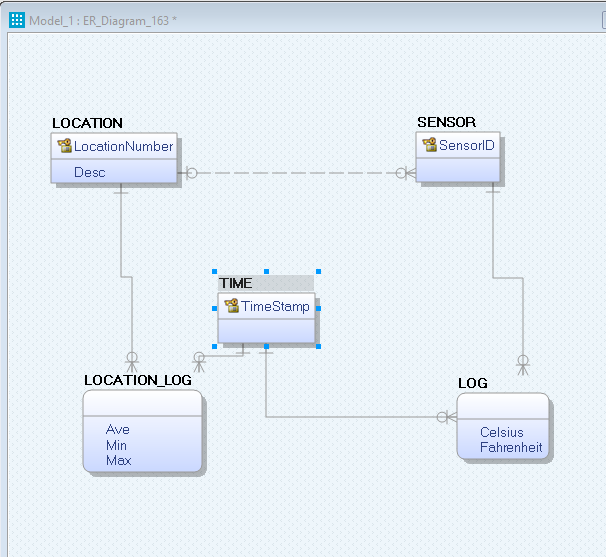 Model_1 : ER_Diagram_163 *
LOCATION
LocationNumber
Desc
SENSOR
SensorID
TIME
TimeStamp
LOCATION_LOG
Ave
Min
Max
LOG
Celsius
Fahrenheit